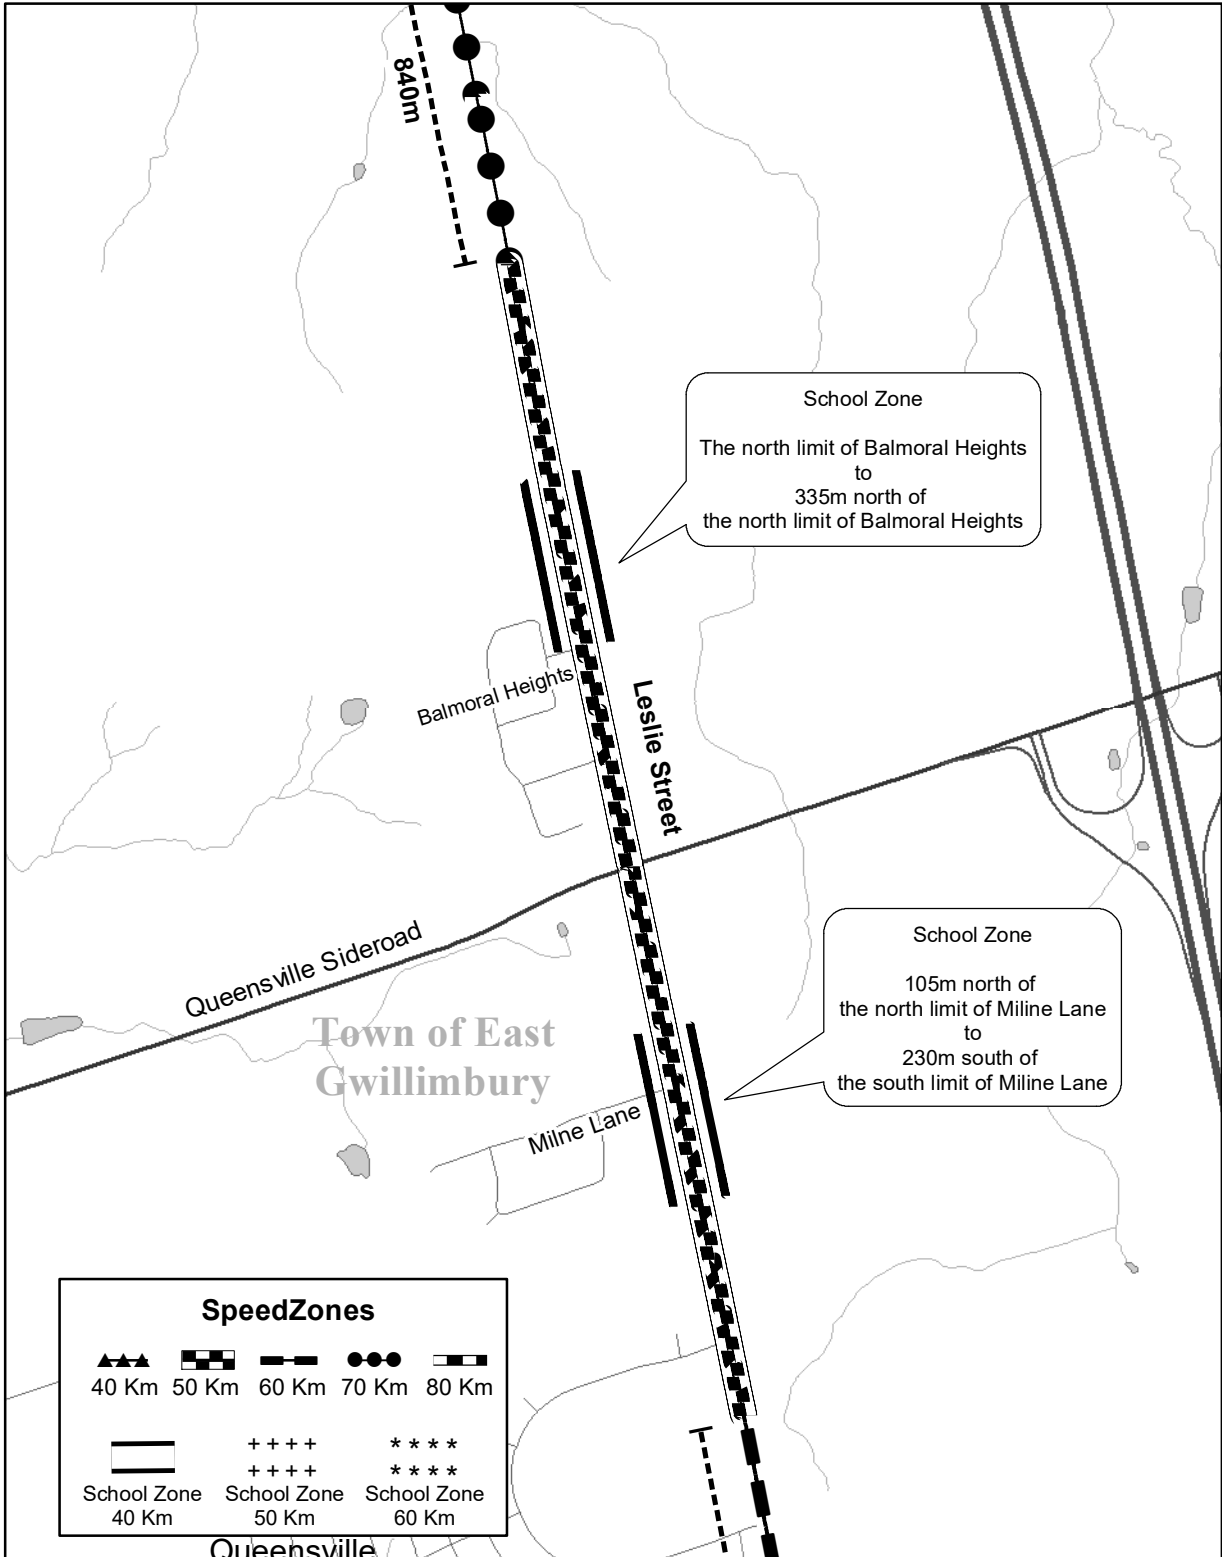 840m
School Zone
The north limit of Balmoral Heights
to
335m north of
the north limit of Balmoral Heights
Balmoral Heights
Leslie Street
Queensville Sideroad
School Zone
105m north of
the north limit of Miline Lane
to
230m south of
the south limit of Miline Lane
Town of East
Gwillimbury
Milne Lane
SpeedZones
40 Km 50 Km 60 Km 70 Km 80 Km
School Zone School Zone School Zone
40 Km 50 Km 60 Km
Queensville